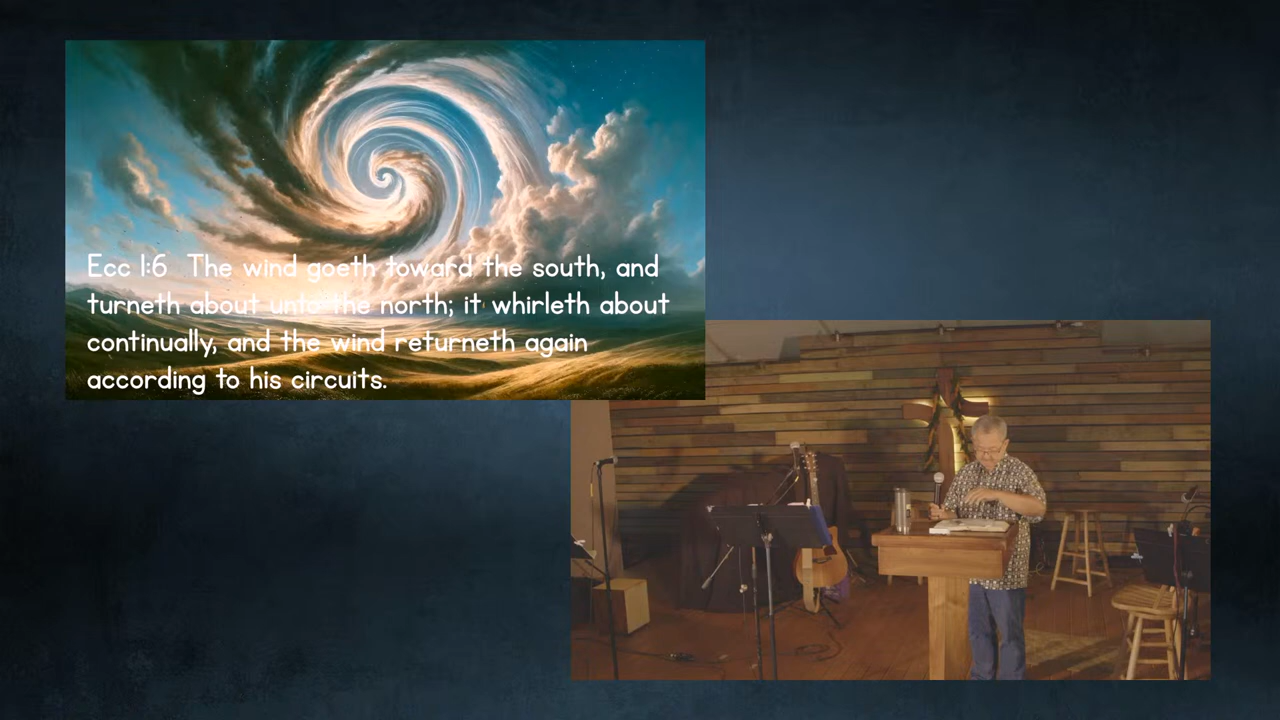 Ecc 1:6  The wind goeth toward the south, and
turneth about unto the north; it whirleth about
continually, and the wind returneth again
according to his circuits.